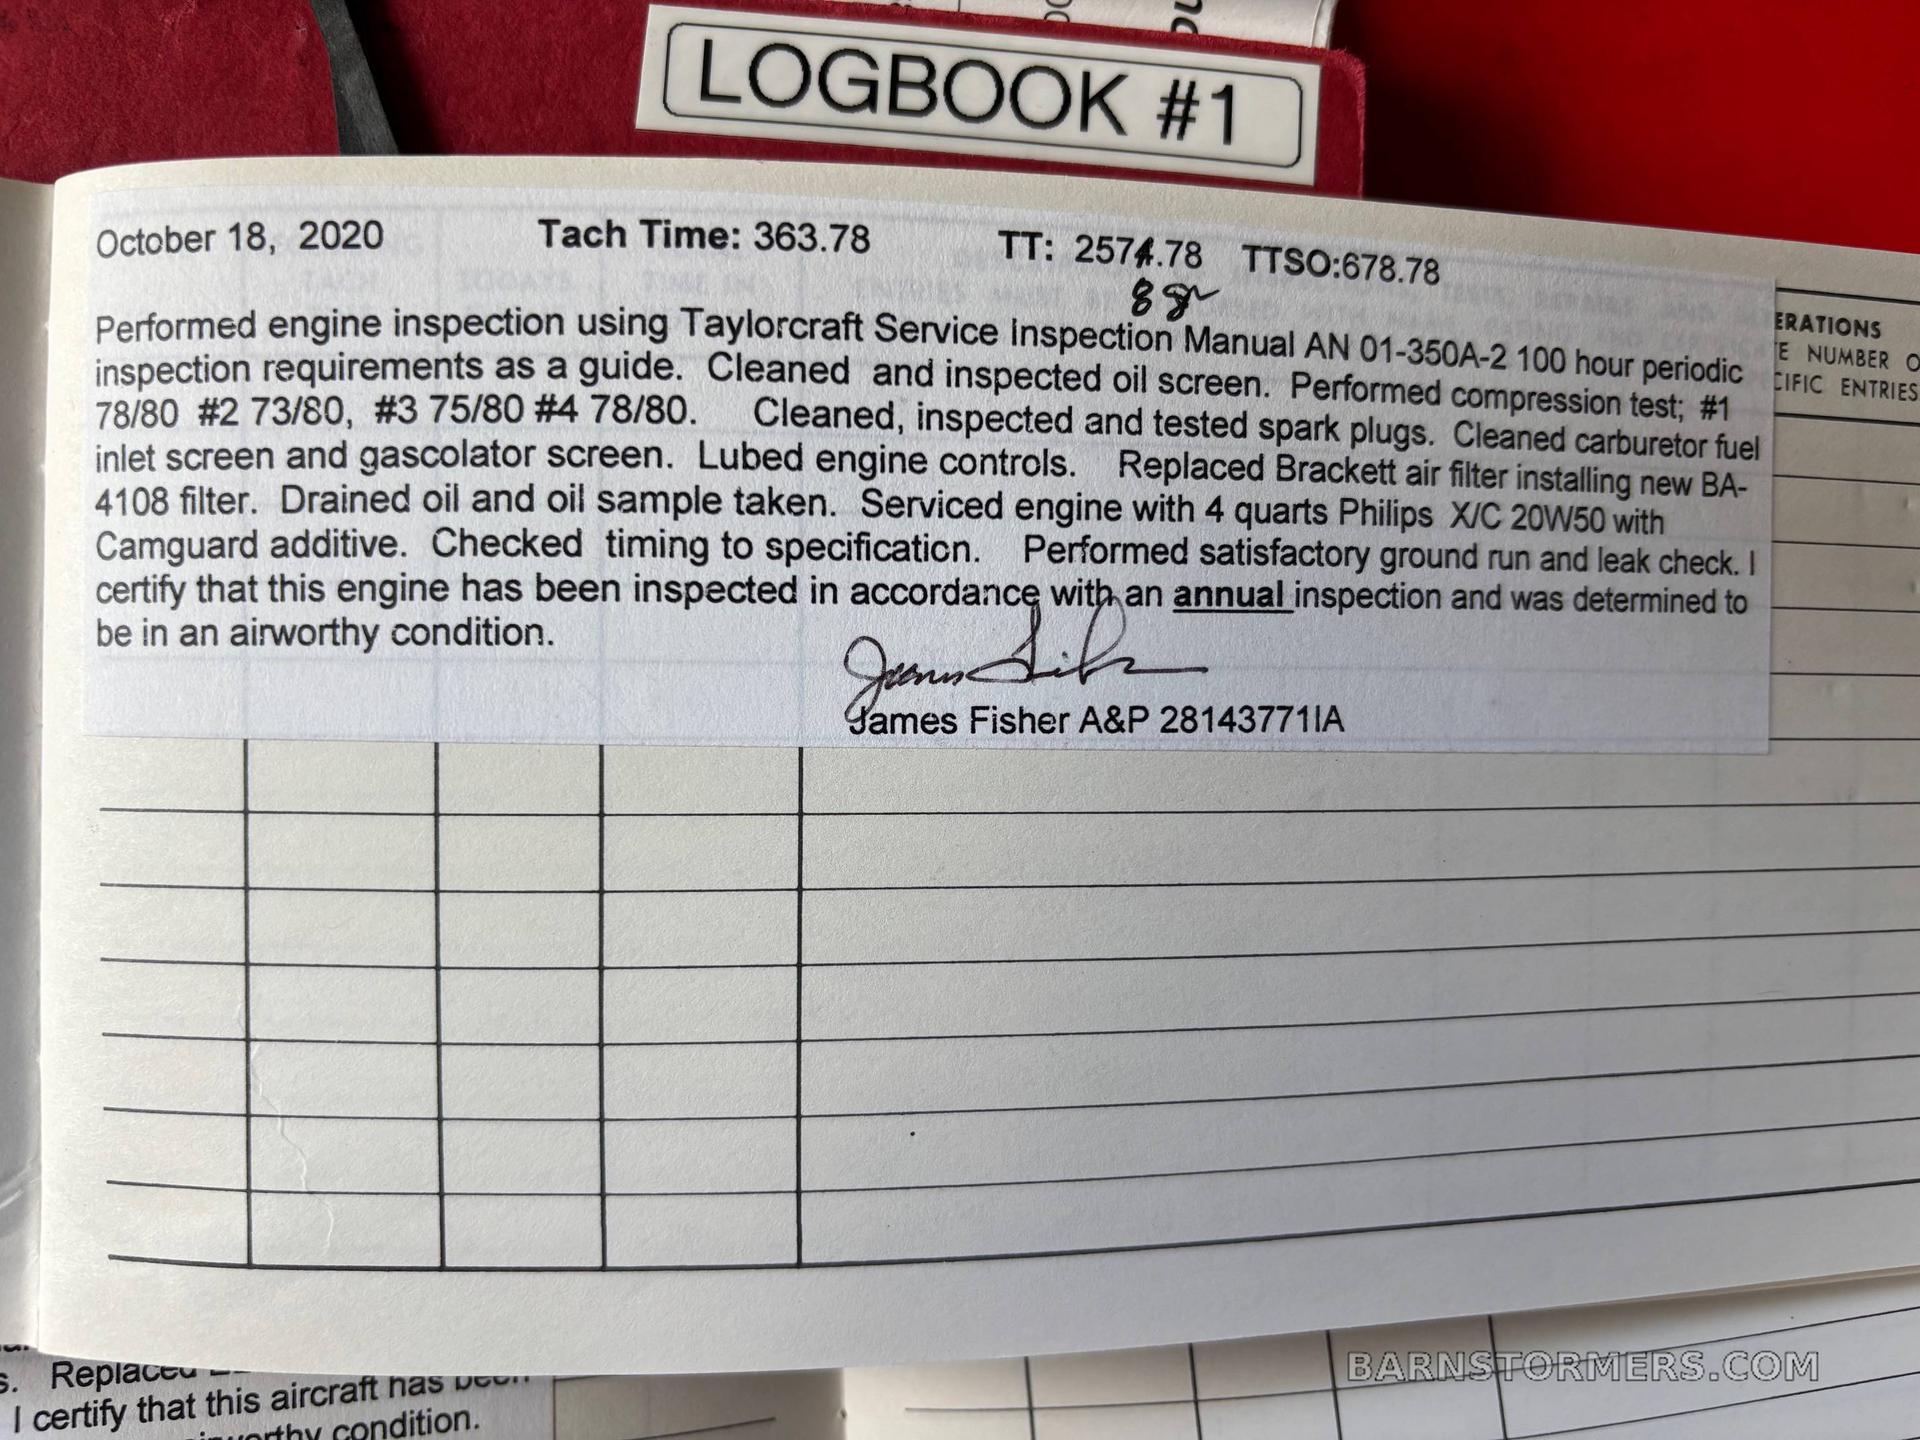 LOGBOOK #1
October 18, 2020 Tach Time: 363.78 TT: 2574.78 TTSO:678.78
8
Performed engine inspection using Taylorcraft Service Inspection Manual AN 01-350A-2 100 hour periodic
inspection requirements as a guide. Cleaned and inspected oil screen. Performed compression test; #1
78/80 #2 73/80, #3 75/80 #4 78/80. Cleaned, inspected and tested spark plugs. Cleaned carburetor fuel
inlet screen and gascolator screen. Lubed engine controls. Replaced Brackett air filter installing new BA-
4108 filter. Drained oil and oil sample taken. Serviced engine with 4 quarts Philips X/C 20W50 with
Camguard additive. Checked timing to specification. Performed satisfactory ground run and leak check. I
certify that this engine has been inspected in accordance with an annual inspection and was determined to
be in an airworthy condition.
James Fisher A&P 28143771IA
ERATIONS
E NUMBER O
CIFIC ENTRIES
s. Replaced
I certify that this aircraft has been
worthy condition.
BARNSTORMERS.COM